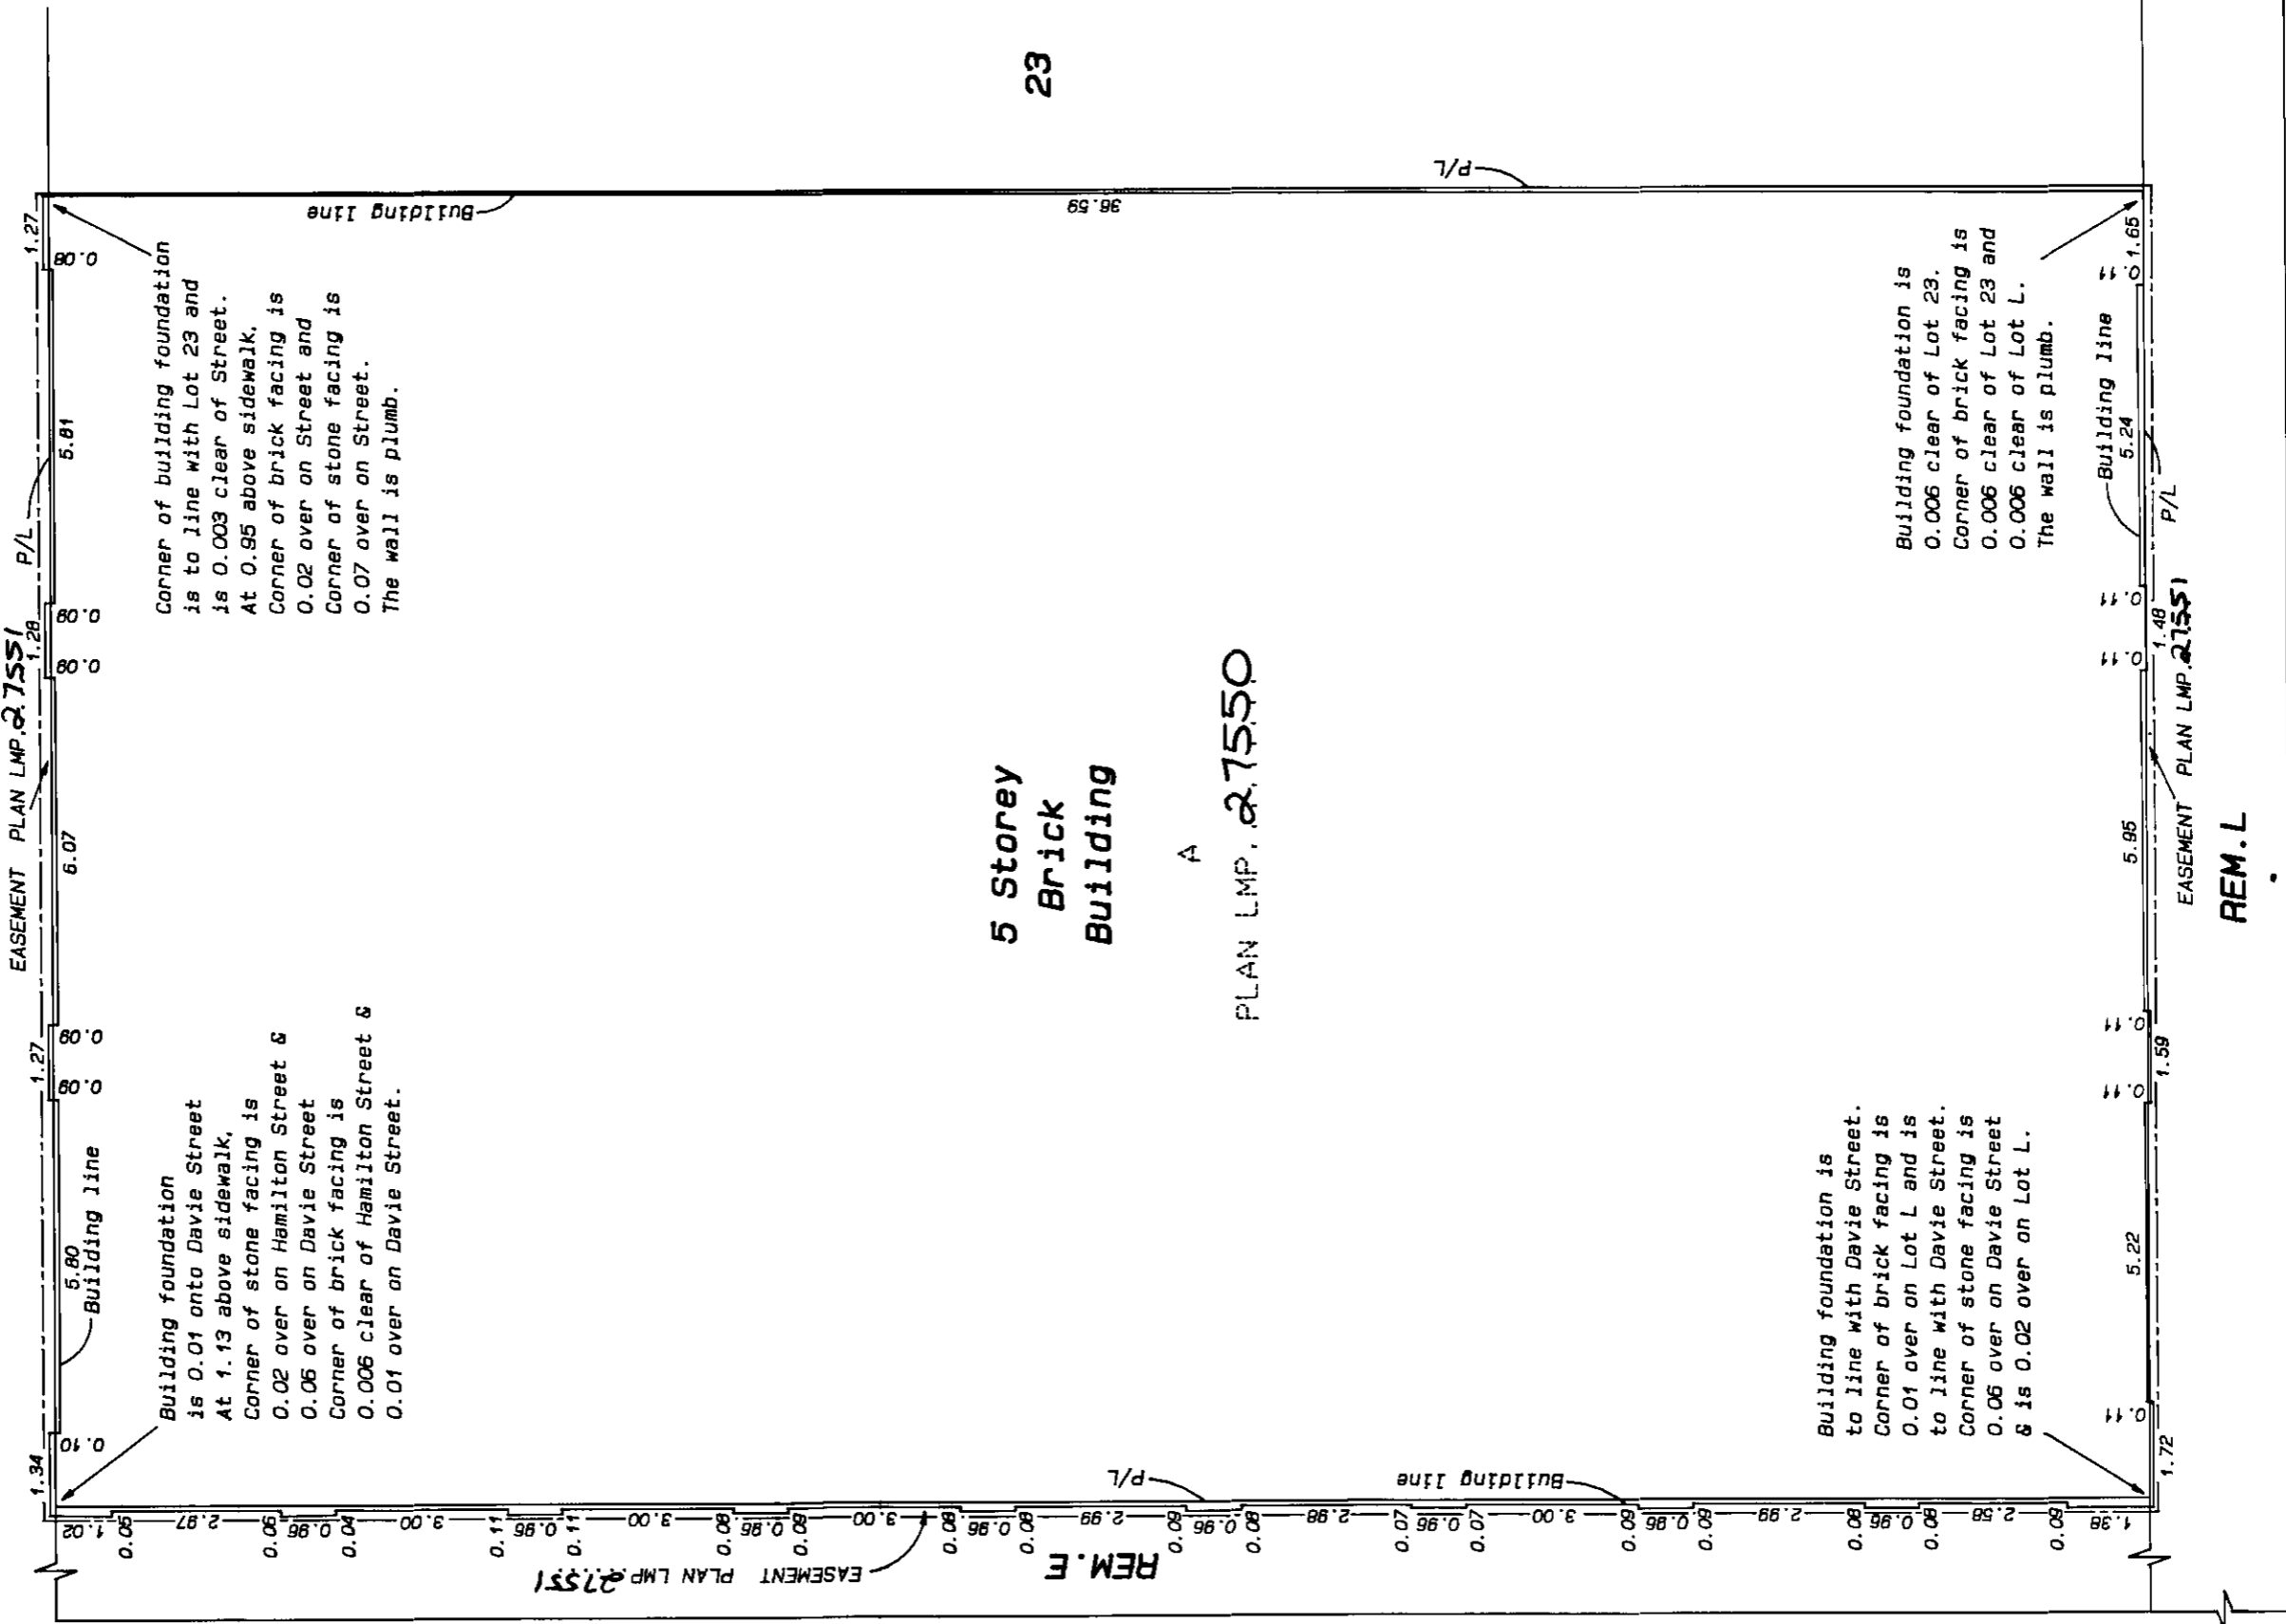 EASEMENT PLAN LMP.27551
P/L
1.34
5.80
1.27
6.07
1.28
5.81
1.27
0.10
0.09
0.09
0.09
0.09
0.08
Building line
Building foundation
is 0.01 onto Davie Street
At 1.13 above sidewalk,
Corner of stone facing is
0.02 over on Hamilton Street &
0.06 over on Davie Street
Corner of brick facing is
0.006 clear of Hamilton Street &
0.01 over on Davie Street.
Corner of building foundation
is to line with Lot 23 and
is 0.003 clear of Street.
At 0.95 above sidewalk,
Corner of brick facing is
0.02 over on Street and
Corner of stone facing is
0.07 over on Street.
The wall is plumb.
Building line
36.59
P/L
23
5 Storey
Brick
Building
A
PLAN LMP.27550
Building foundation is
to line with Davie Street.
Corner of brick facing is
0.01 over on Lot L and is
to line with Davie Street.
Corner of stone facing is
0.06 over on Davie Street
& is 0.02 over on Lot L.
Building foundation is
0.006 clear of Lot 23.
Corner of brick facing is
0.006 clear of Lot 23 and
0.006 clear of Lot L.
The wall is plumb.
Building line
P/L
0.11
0.11
0.11
0.11
0.11
0.11
1.72
5.22
1.59
5.95
1.48
5.24
1.65
EASEMENT PLAN LMP.27551
REM.L
P/L
Building line
EASEMENT PLAN LMP.27551
REM.E
1.02
2.97
0.96
3.00
0.96
3.00
0.96
3.00
0.96
2.99
0.96
2.98
0.96
3.00
0.96
2.99
0.96
2.58
1.38
0.04
0.11
0.11
0.08
0.08
0.08
0.08
0.09
0.08
0.07
0.07
0.09
0.09
0.08
0.08
0.09